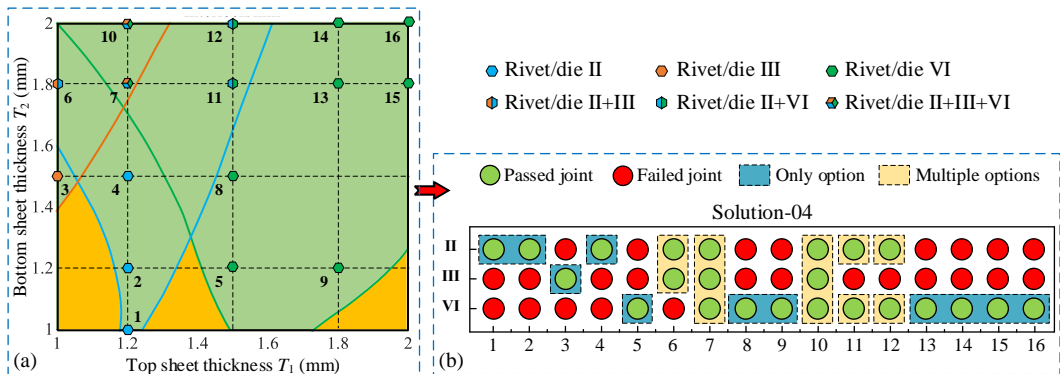 2
10
12
14
16
1.8
6
7
11
13
15
1.6
3
4
8
1.4
1.2
2
5
9
1
1
1 1.2 1.4 1.6 1.8 2
Bottom sheet thickness T2 (mm)
Top sheet thickness T1 (mm)
(a)
Rivet/die II
Rivet/die III
Rivet/die VI
Rivet/die II+III
Rivet/die II+VI
Rivet/die II+III+VI
Passed joint
Failed joint
Only option
Multiple options
Solution-04
II
III
VI
1 2 3 4 5 6 7 8 9 10 11 12 13 14 15 16
(b)